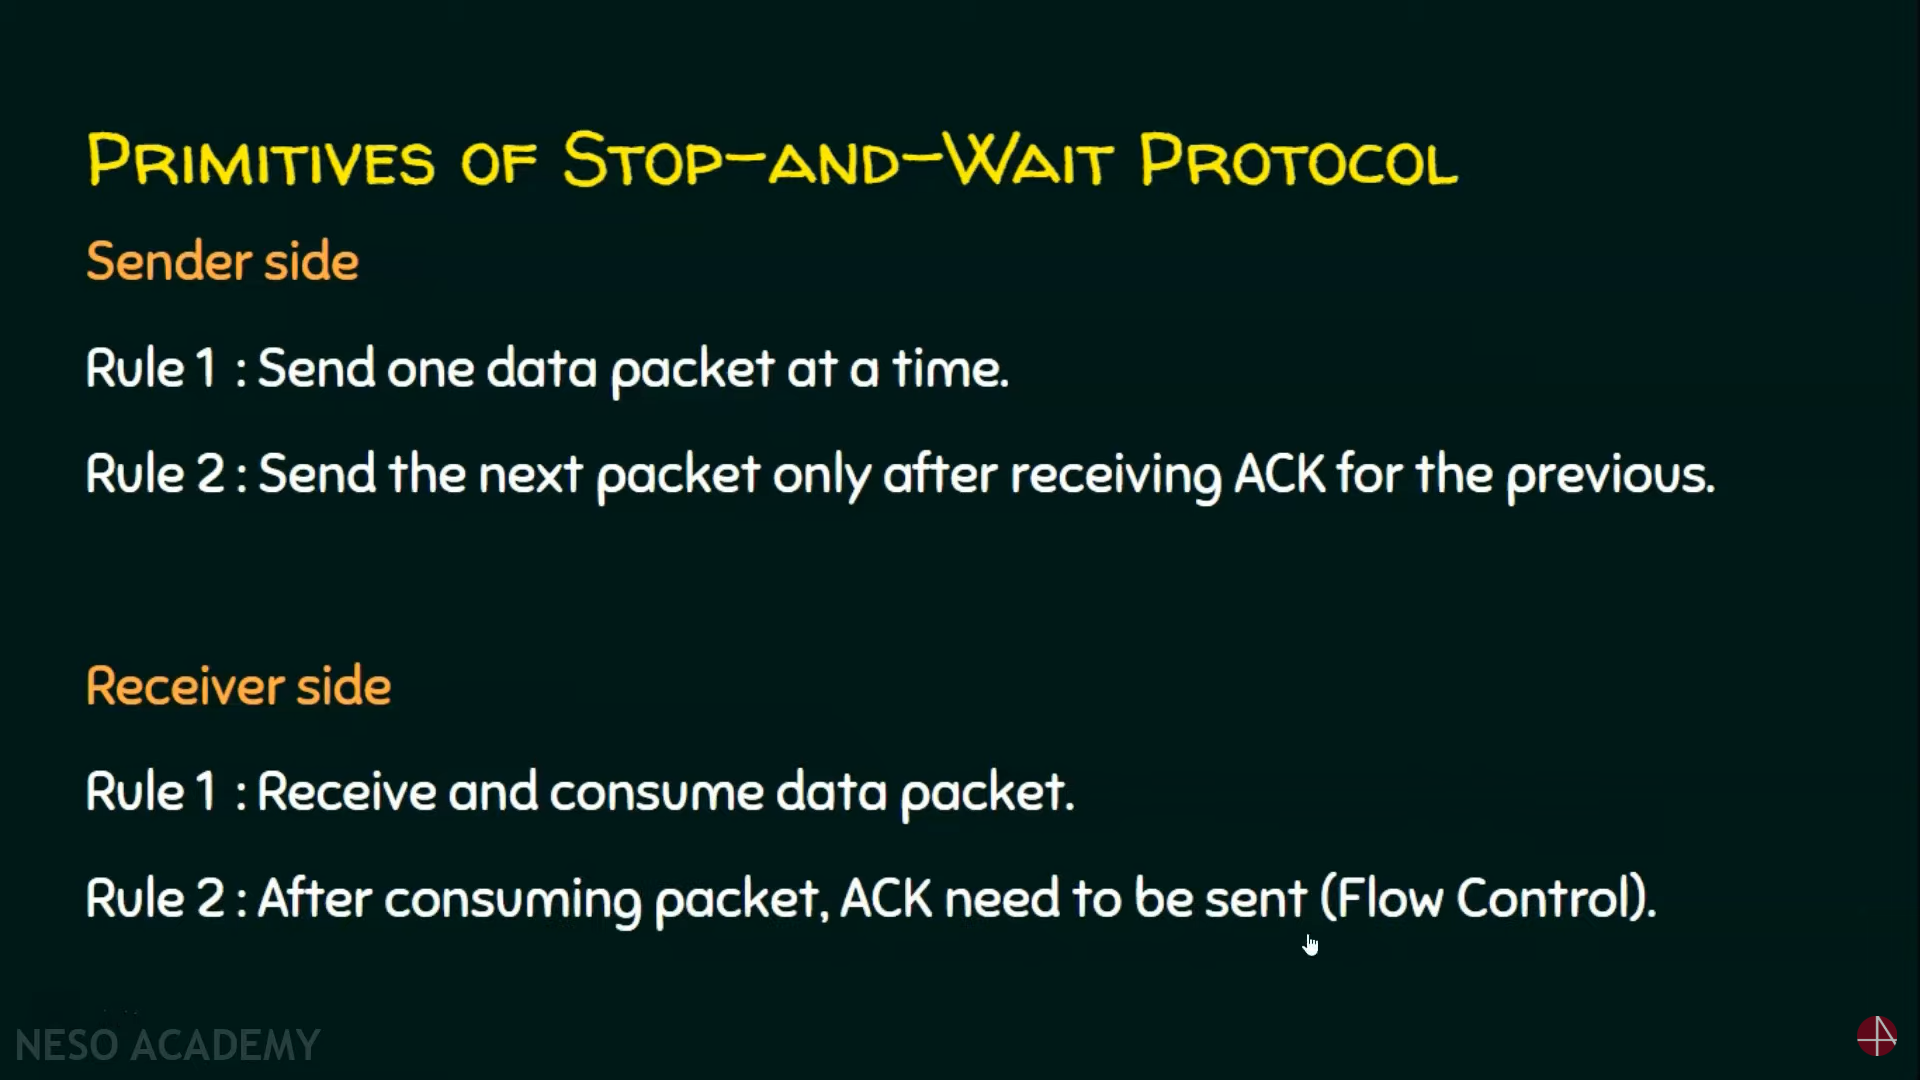 PRIMITIVES OF STOP-AND-WAIT PROTOCOL
Sender side
Rule 1 : Send one data packet at a time.
Rule 2 : Send the next packet only after receiving ACK for the previous.
Receiver side
Rule 1 : Receive and consume data packet.
Rule 2 : After consuming packet, ACK need to be sent (Flow Control).
NESO ACADEMY